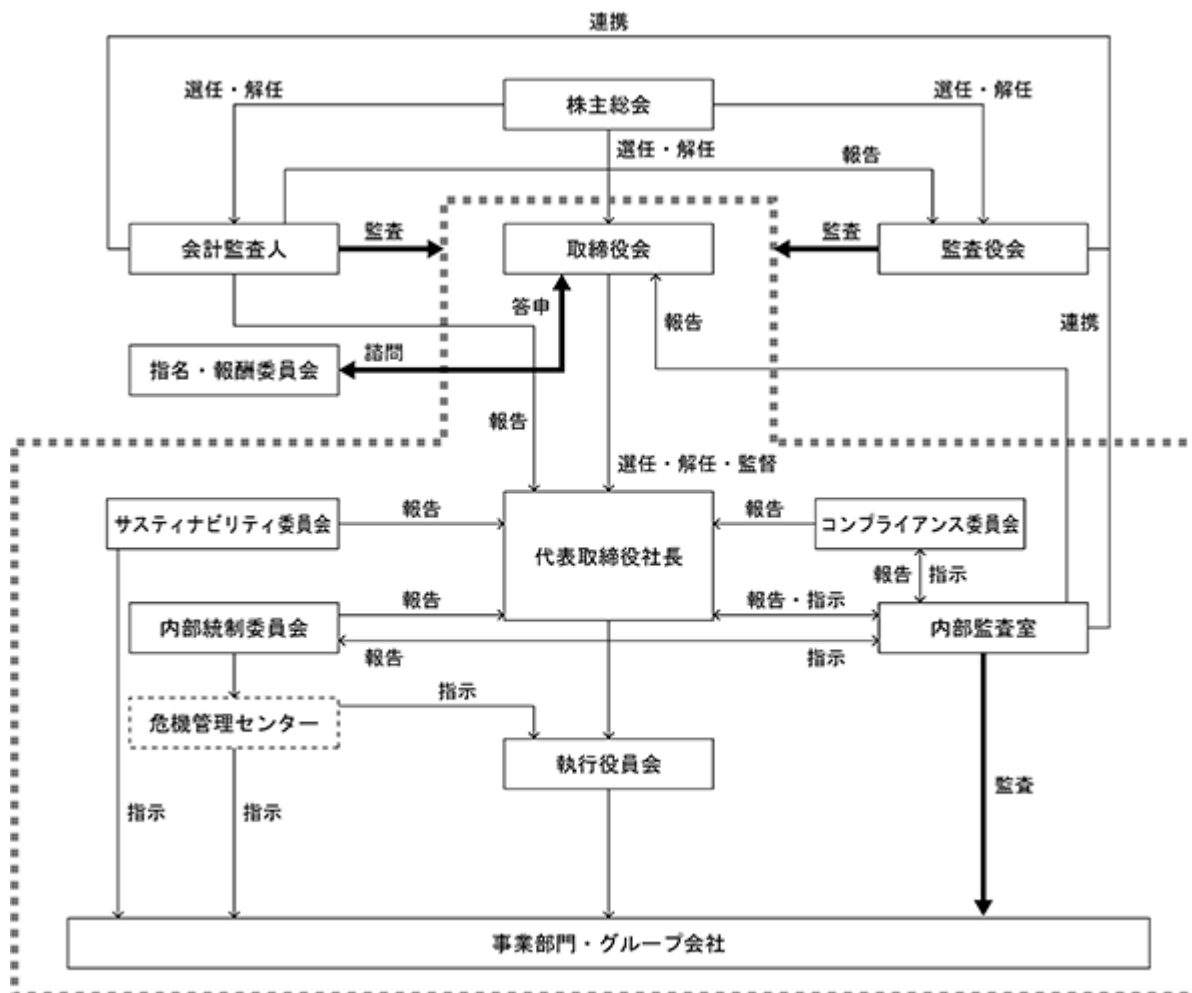 連携
選任・解任
株主総会
選任・解任
選任・解任
報告
会計監査人
監査
取締役会
監査
監査役会
答申
報告
連携
指名・報酬委員会
諮問
報告
選任・解任・監督
サスティナビリティ委員会
報告
代表取締役社長
報告
コンプライアンス委員会
報告
指示
内部統制委員会
報告
報告・指示
内部監査室
報告
指示
危機管理センター
指示
執行役員会
指示
指示
監査
事業部門・グループ会社